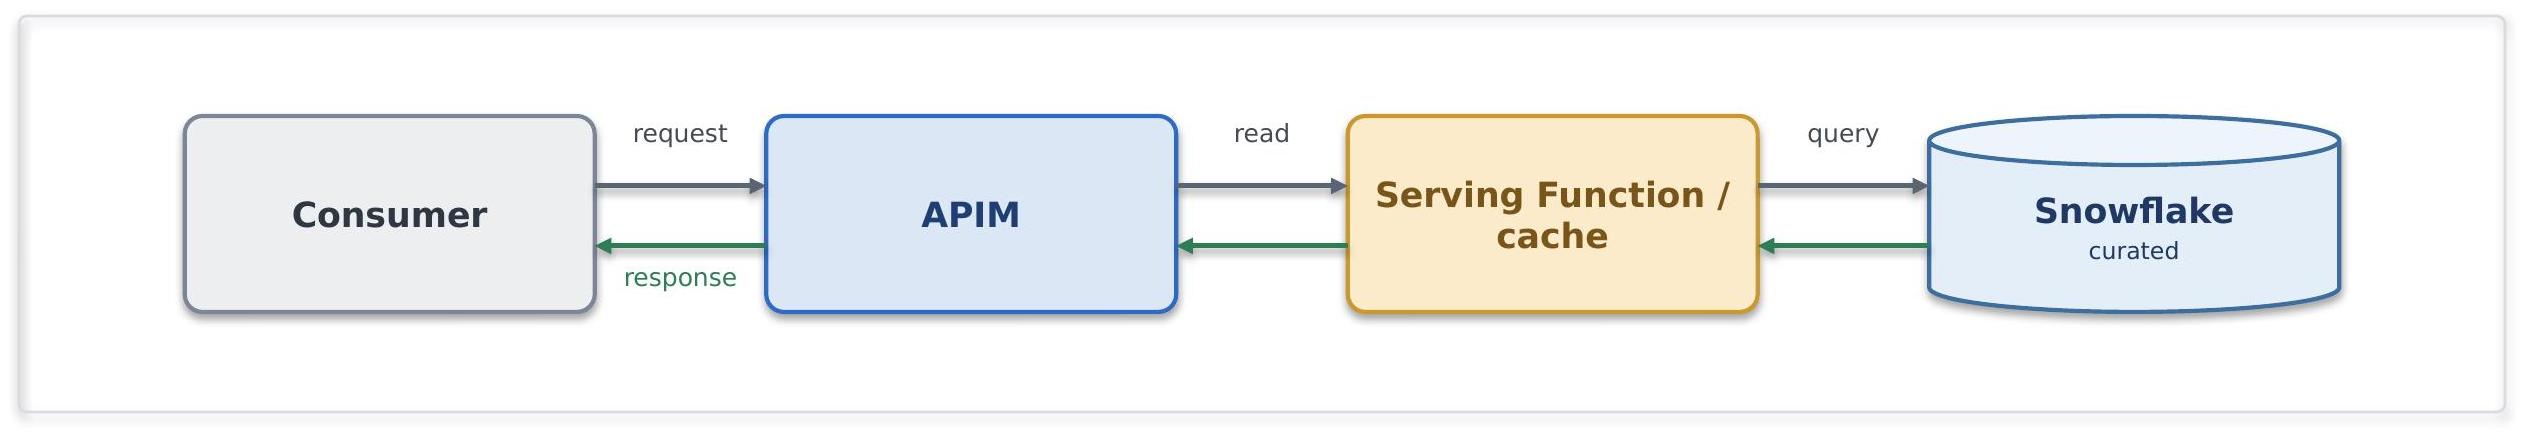 Consumer
request
response
APIM
read
Serving Function /
cache
query
Snowflake
curated